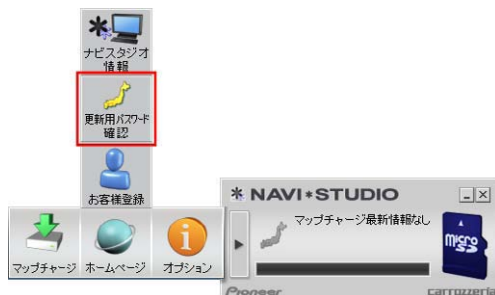 ナビスタジオ
情報
更新用パスワード
確認
お客様登録
マップチャージ
ホームページ
オプション
NAVI*STUDIO
マップチャージ最新情報なし
Micro
Pioneer
carrozzeria